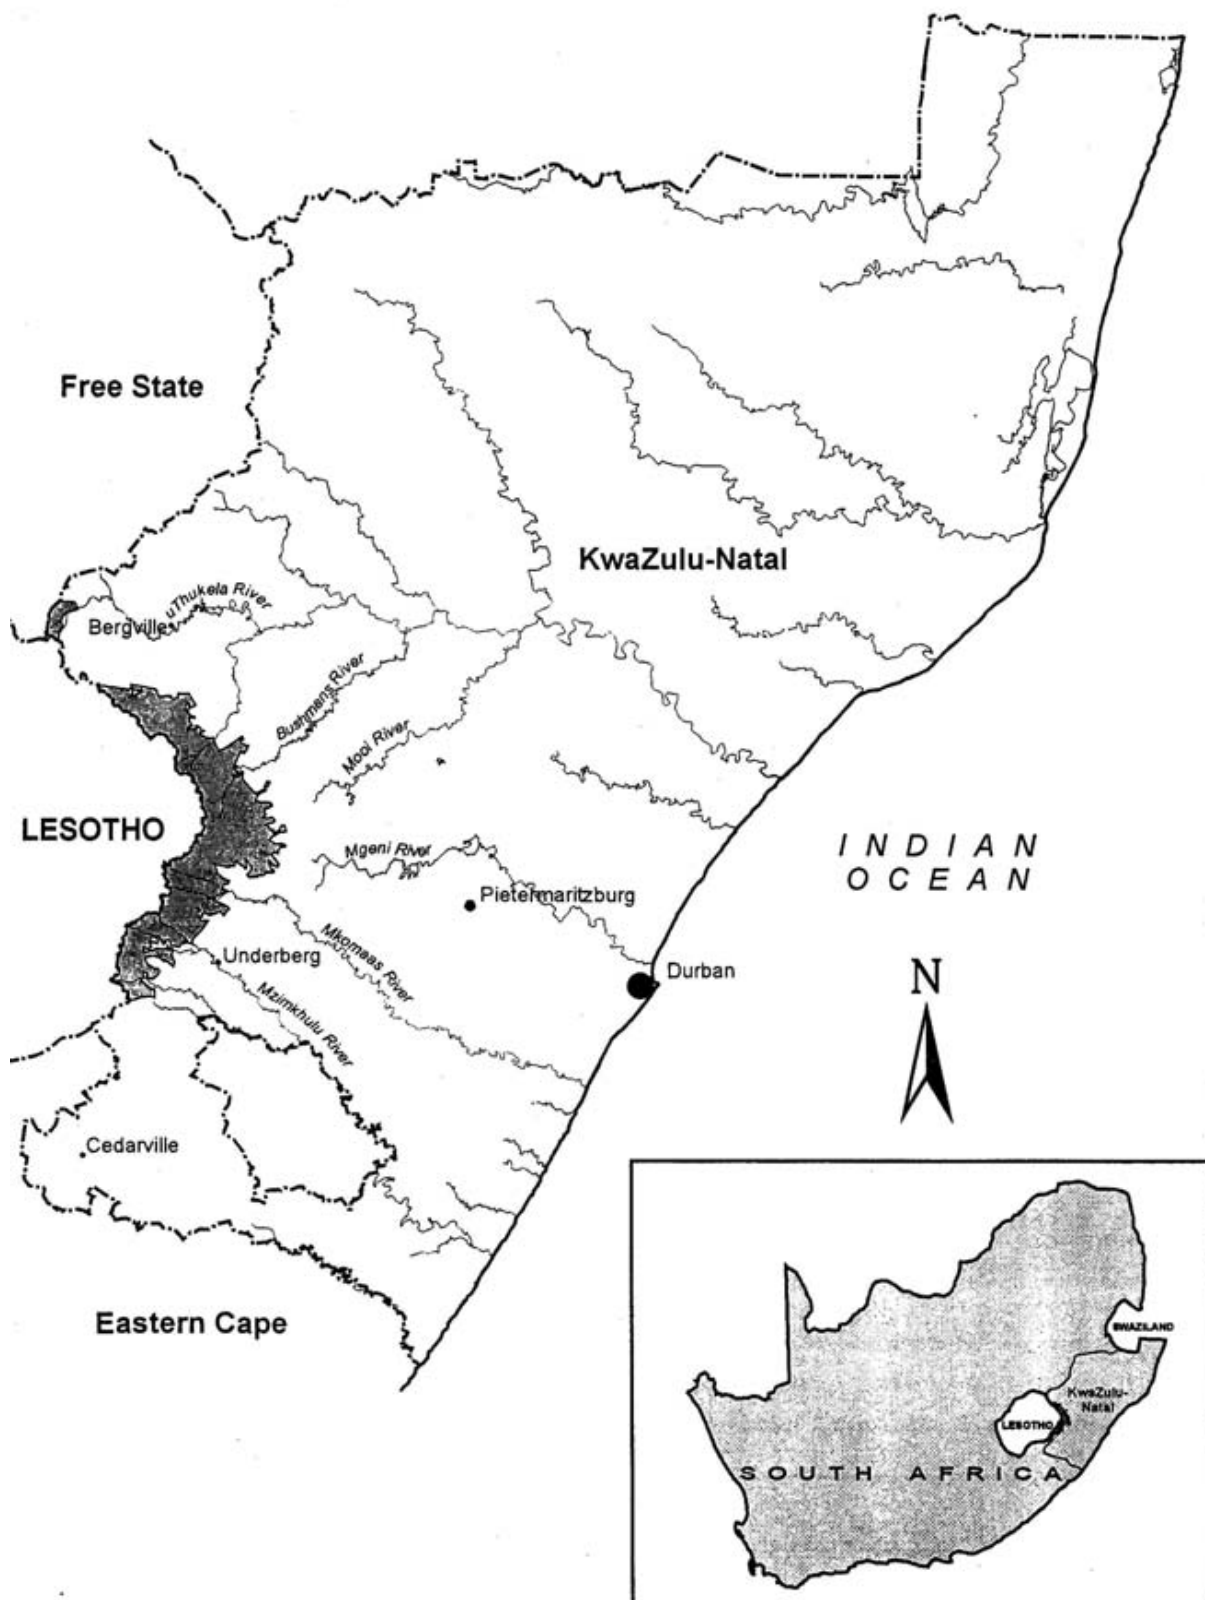 Free State
KwaZulu-Natal
uThukela River
Bergville
Bushmens River
Mooi River
LESOTHO
INDIAN
OCEAN
Mgeni River
Pietermaritzburg
Mkomaas River
Underberg
Durban
N
Mzimkhulu River
Cedarville
Eastern Cape
SWAZILAND
KwaZulu-
Natal
LESOTHO
SOUTH AFRICA